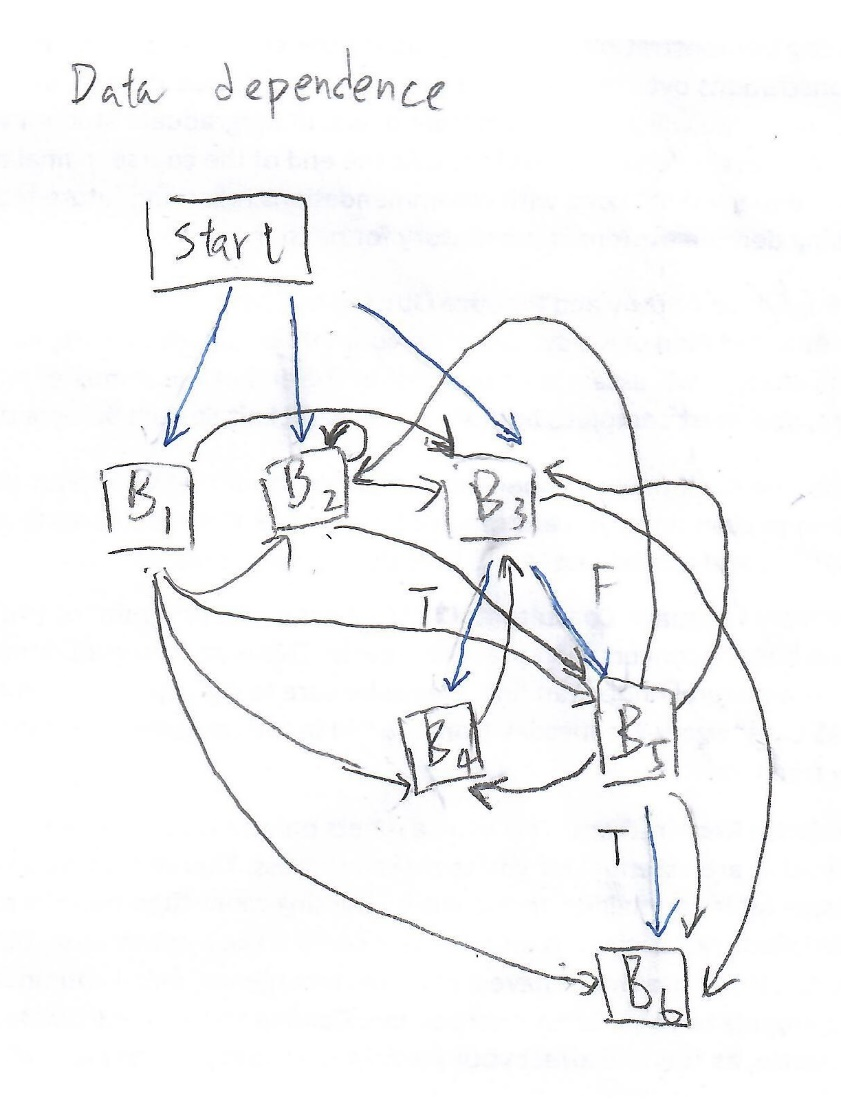 Data dependence
Start
B1
B2
B3
T
F
B4
B5
T
B6